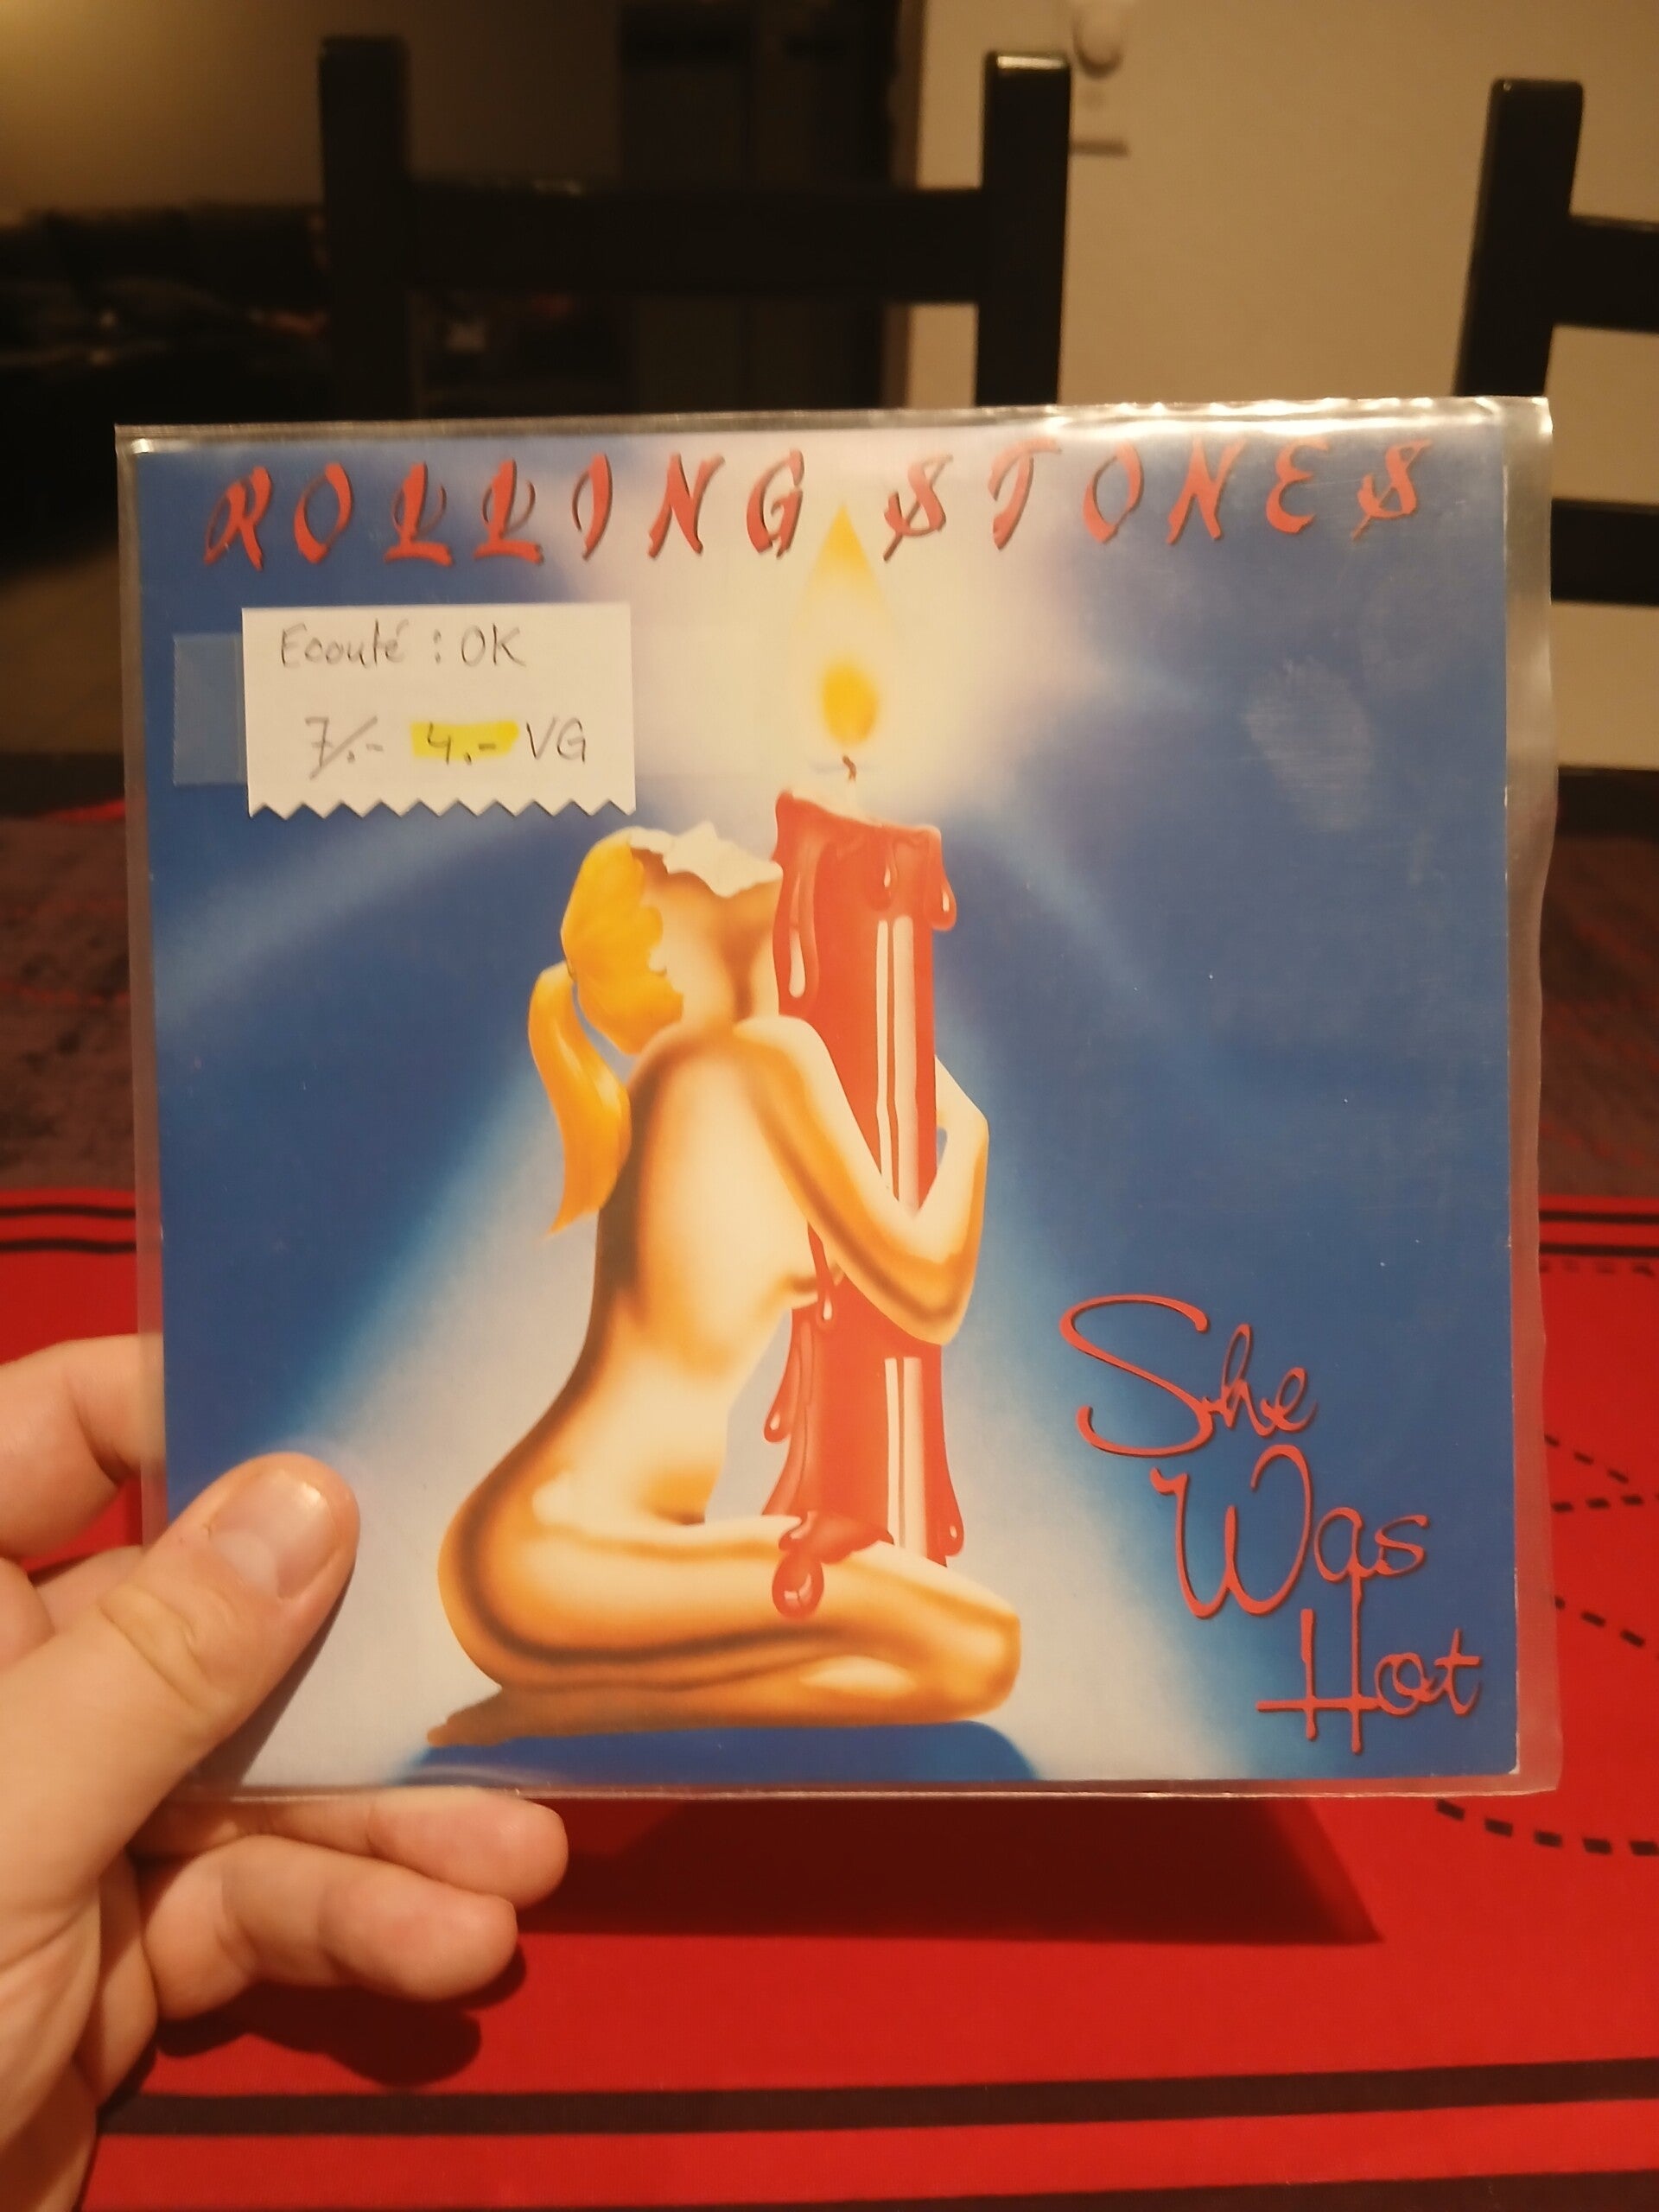 ROLLING STONES
Ecouté : OK
7.- 4.- VG
She
Was
Hot